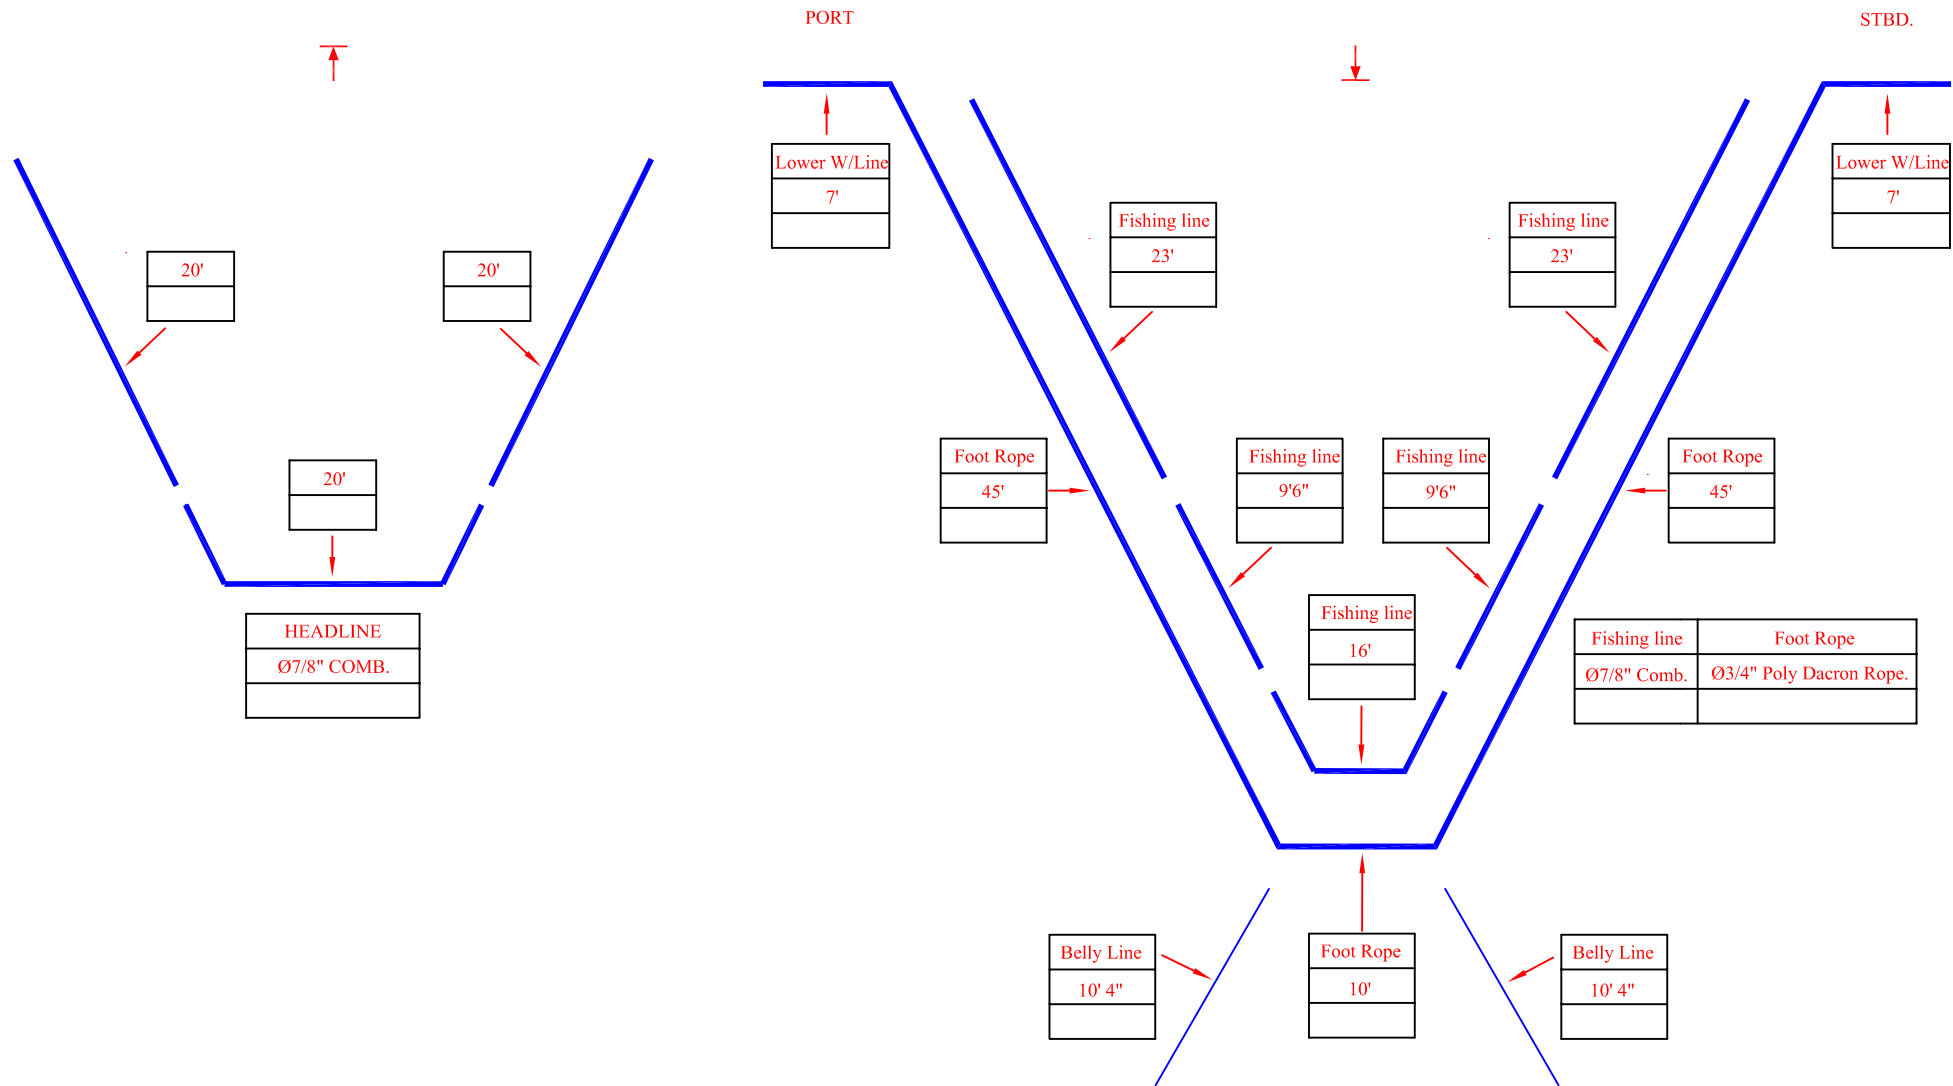 PORT
STBD.
Lower W/Line
7'
Lower W/Line
7'
Fishing line
23'
Fishing line
23'
20'
20'
Foot Rope
45'
Fishing line
9'6"
Fishing line
9'6"
Foot Rope
45'
20'
Fishing line
16'
HEADLINE
Ø7/8" COMB.
Fishing line
Foot Rope
Ø7/8" Comb.
Ø3/4" Poly Dacron Rope.
Belly Line
10' 4"
Foot Rope
10'
Belly Line
10' 4"